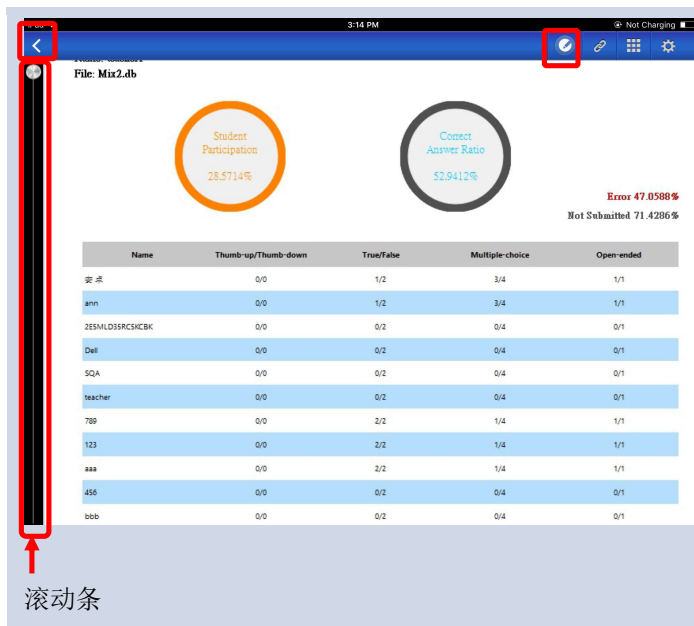 3:14 PM
Not Charging
File: Mix2.db
Student
Participation
28.5714%
Correct
Answer Ratio
52.9412%
Error 47.0588%
Not Submitted 71.4286%
Name Thumb-up/Thumb-down True/False Multiple-choice Open-ended
安卓 0/0 1/2 3/4 1/1
ann 0/0 1/2 3/4 1/1
2E5MLD3SRCSKCBK 0/0 0/2 0/4 0/1
Dell 0/0 0/2 0/4 0/1
SQA 0/0 0/2 0/4 0/1
teacher 0/0 0/2 0/4 0/1
789 0/0 2/2 1/4 1/1
123 0/0 2/2 1/4 1/1
aaa 0/0 2/2 1/4 1/1
456 0/0 0/2 0/4 0/1
bbb 0/0 0/2 0/4 0/1
滚动条